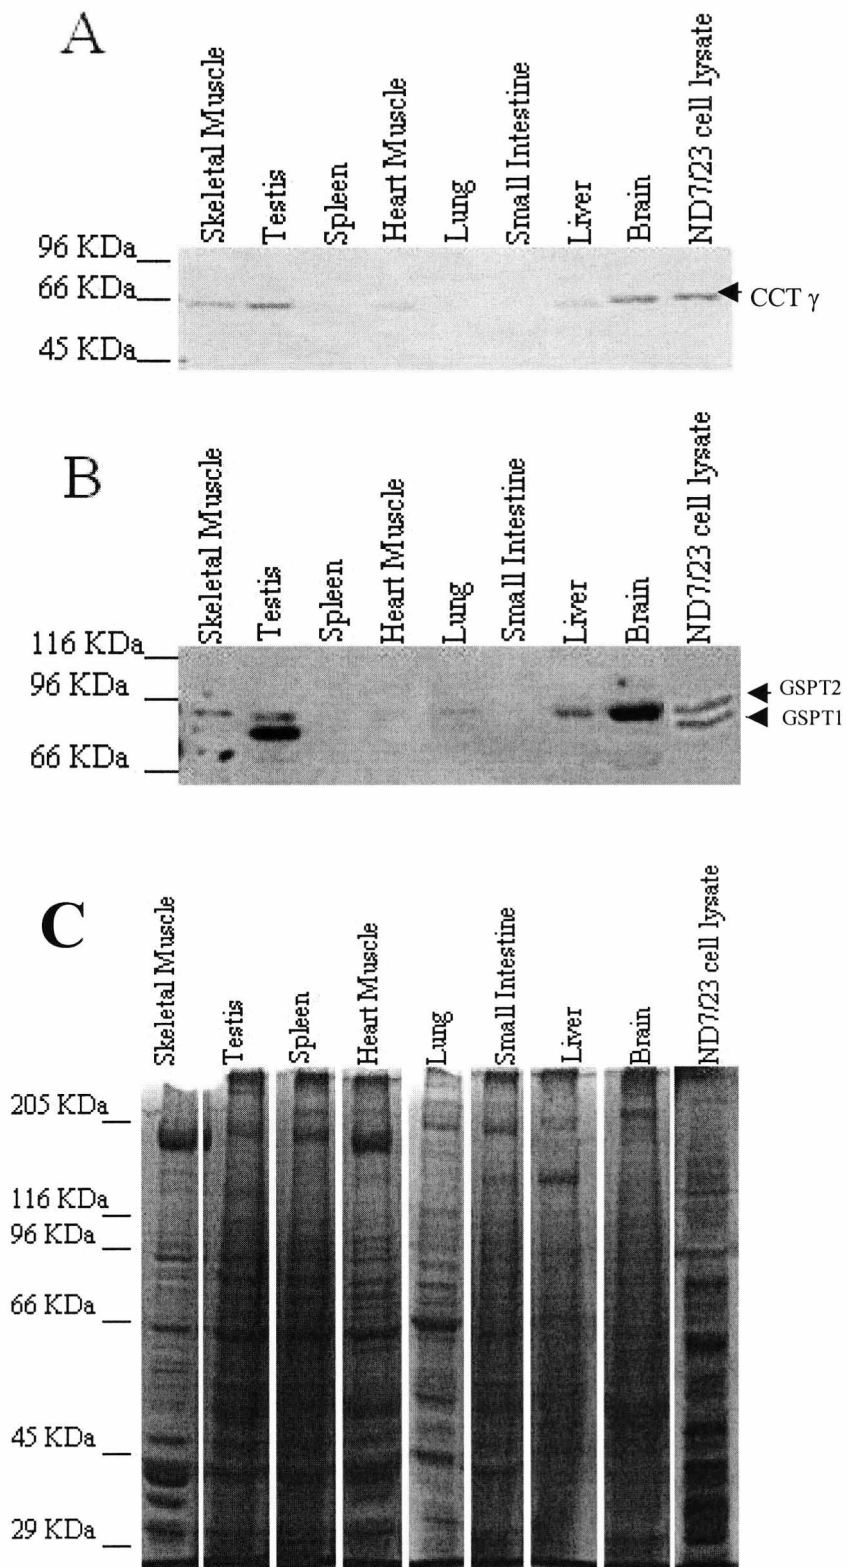 A
Skeletal Muscle
Testis
Spleen
Heart Muscle
Lung
Small Intestine
Liver
Brain
ND7/23 cell lysate
96 KDa
66 KDa
45 KDa
CCT γ
B
Skeletal Muscle
Testis
Spleen
Heart Muscle
Lung
Small Intestine
Liver
Brain
ND7/23 cell lysate
116 KDa
96 KDa
66 KDa
GSPT2
GSPT1
C
Skeletal Muscle
Testis
Spleen
Heart Muscle
Lung
Small Intestine
Liver
Brain
ND7/23 cell lysate
205 KDa
116 KDa
96 KDa
66 KDa
45 KDa
29 KDa